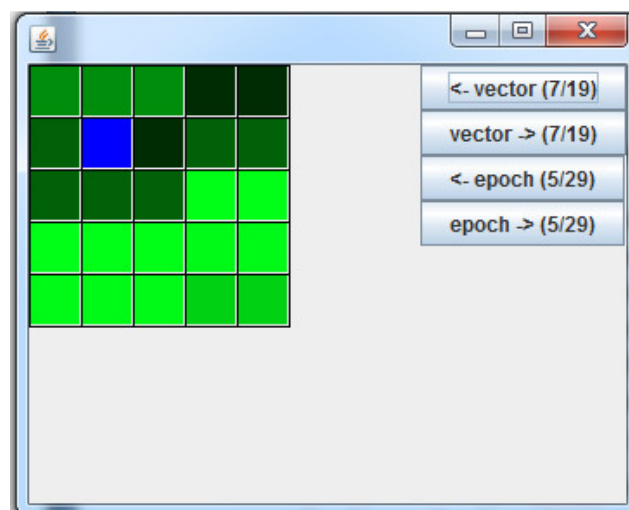 <- vector (7/19)
vector -> (7/19)
<- epoch (5/29)
epoch -> (5/29)